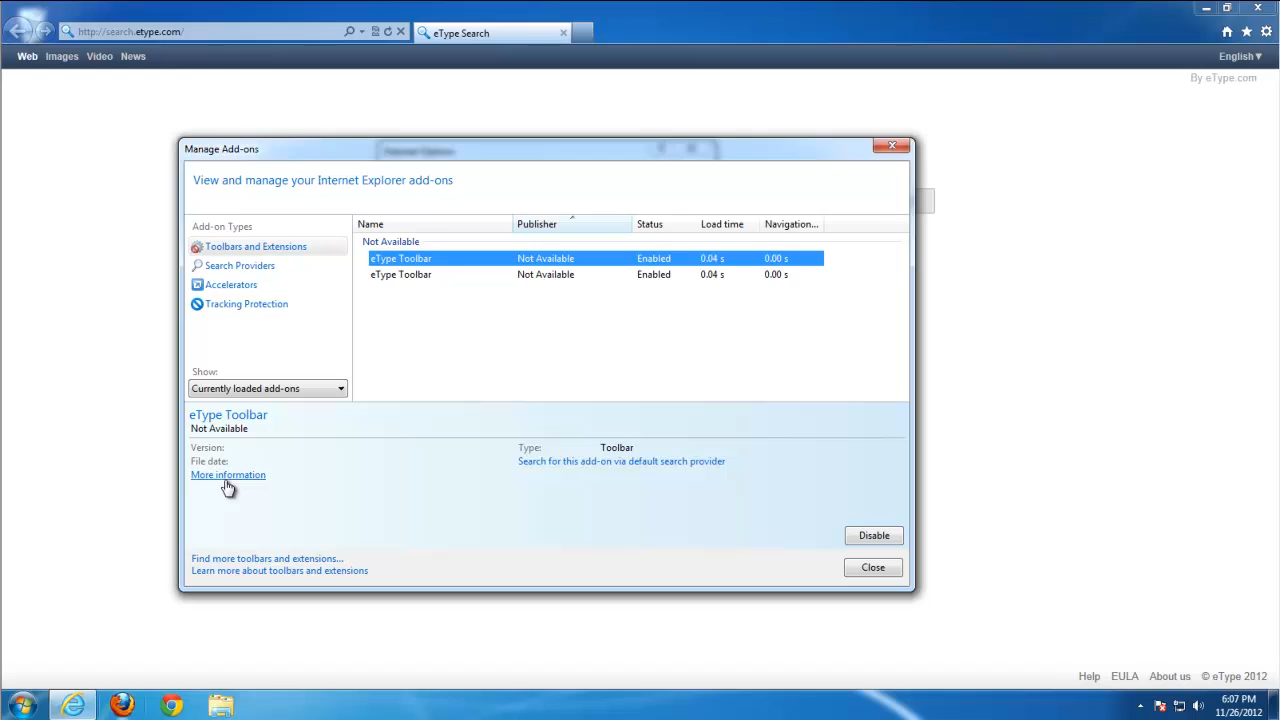 http://search.etype.com/
eType Search
Web Images Video News
English▼
By eType.com
Manage Add-ons
Internet Options
View and manage your Internet Explorer add-ons
Add-on Types
Toolbars and Extensions
Search Providers
Accelerators
Tracking Protection
Show:
Currently loaded add-ons
Name Publisher Status Load time Navigation...
Not Available
eType Toolbar Not Available Enabled 0.04 s 0.00 s
eType Toolbar Not Available Enabled 0.04 s 0.00 s
eType Toolbar
Not Available
Version:
File date:
More information
Type: Toolbar
Search for this add-on via default search provider
Disable
Find more toolbars and extensions...
Learn more about toolbars and extensions
Close
Help EULA About us © eType 2012
6:07 PM
11/26/2012